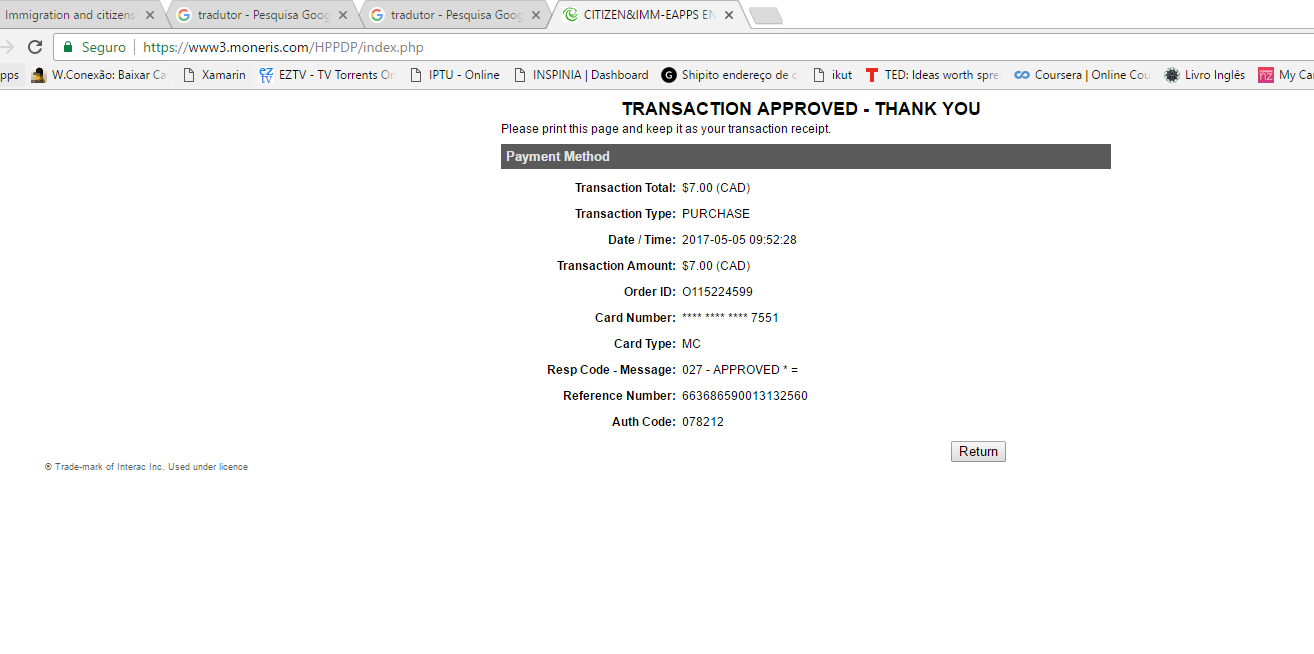 Immigration and citizens
tradutor - Pesquisa Goog
tradutor - Pesquisa Goog
CITIZEN&IMM-EAPPS EN
Seguro
https://www3.moneris.com/HPPDP/index.php
pps
W.Conexão: Baixar Ca
Xamarin
EZTV - TV Torrents On
IPTU - Online
INSPINIA | Dashboard
Shipito endereço de c
ikut
TED: Ideas worth spre
Coursera | Online Cou
Livro Inglês
My Ca
TRANSACTION APPROVED - THANK YOU
Please print this page and keep it as your transaction receipt.
Payment Method
Transaction Total: $7.00 (CAD)
Transaction Type: PURCHASE
Date / Time: 2017-05-05 09:52:28
Transaction Amount: $7.00 (CAD)
Order ID: O115224599
Card Number: **** **** **** 7551
Card Type: MC
Resp Code - Message: 027 - APPROVED * =
Reference Number: 663686590013132560
Auth Code: 078212
Return
® Trade-mark of Interac Inc. Used under licence